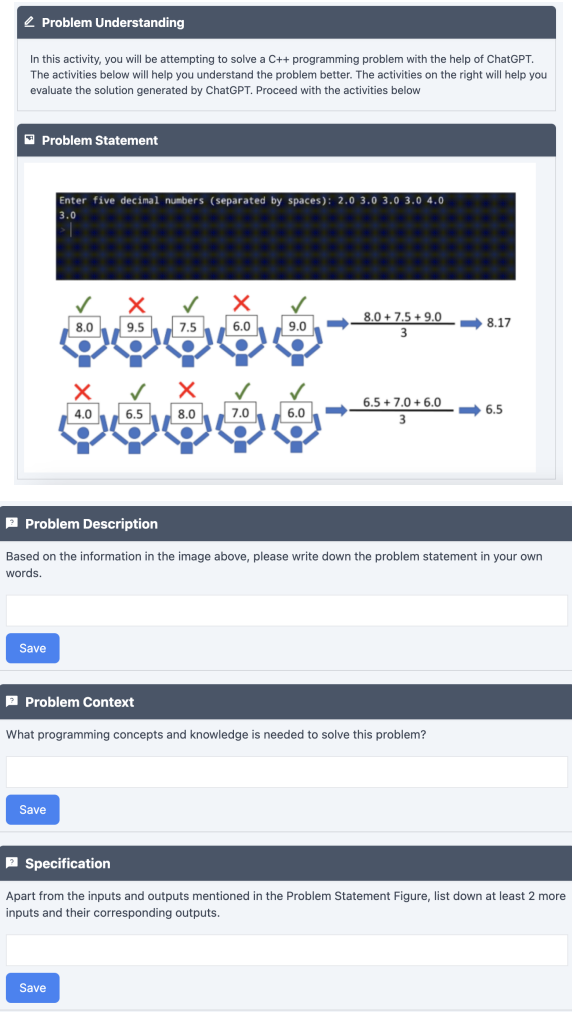 Problem Understanding
In this activity, you will be attempting to solve a C++ programming problem with the help of ChatGPT.
The activities below will help you understand the problem better. The activities on the right will help you
evaluate the solution generated by ChatGPT. Proceed with the activities below
Problem Statement
Enter five decimal numbers (separated by spaces): 2.0 3.0 3.0 3.0 4.0
3.0
>
8.0 9.5 7.5 6.0 9.0 8.0 + 7.5 + 9.0 8.17
3
4.0 6.5 8.0 7.0 6.0 6.5 + 7.0 + 6.0 6.5
3
Problem Description
Based on the information in the image above, please write down the problem statement in your own
words.
Save
Problem Context
What programming concepts and knowledge is needed to solve this problem?
Save
Specification
Apart from the inputs and outputs mentioned in the Problem Statement Figure, list down at least 2 more
inputs and their corresponding outputs.
Save